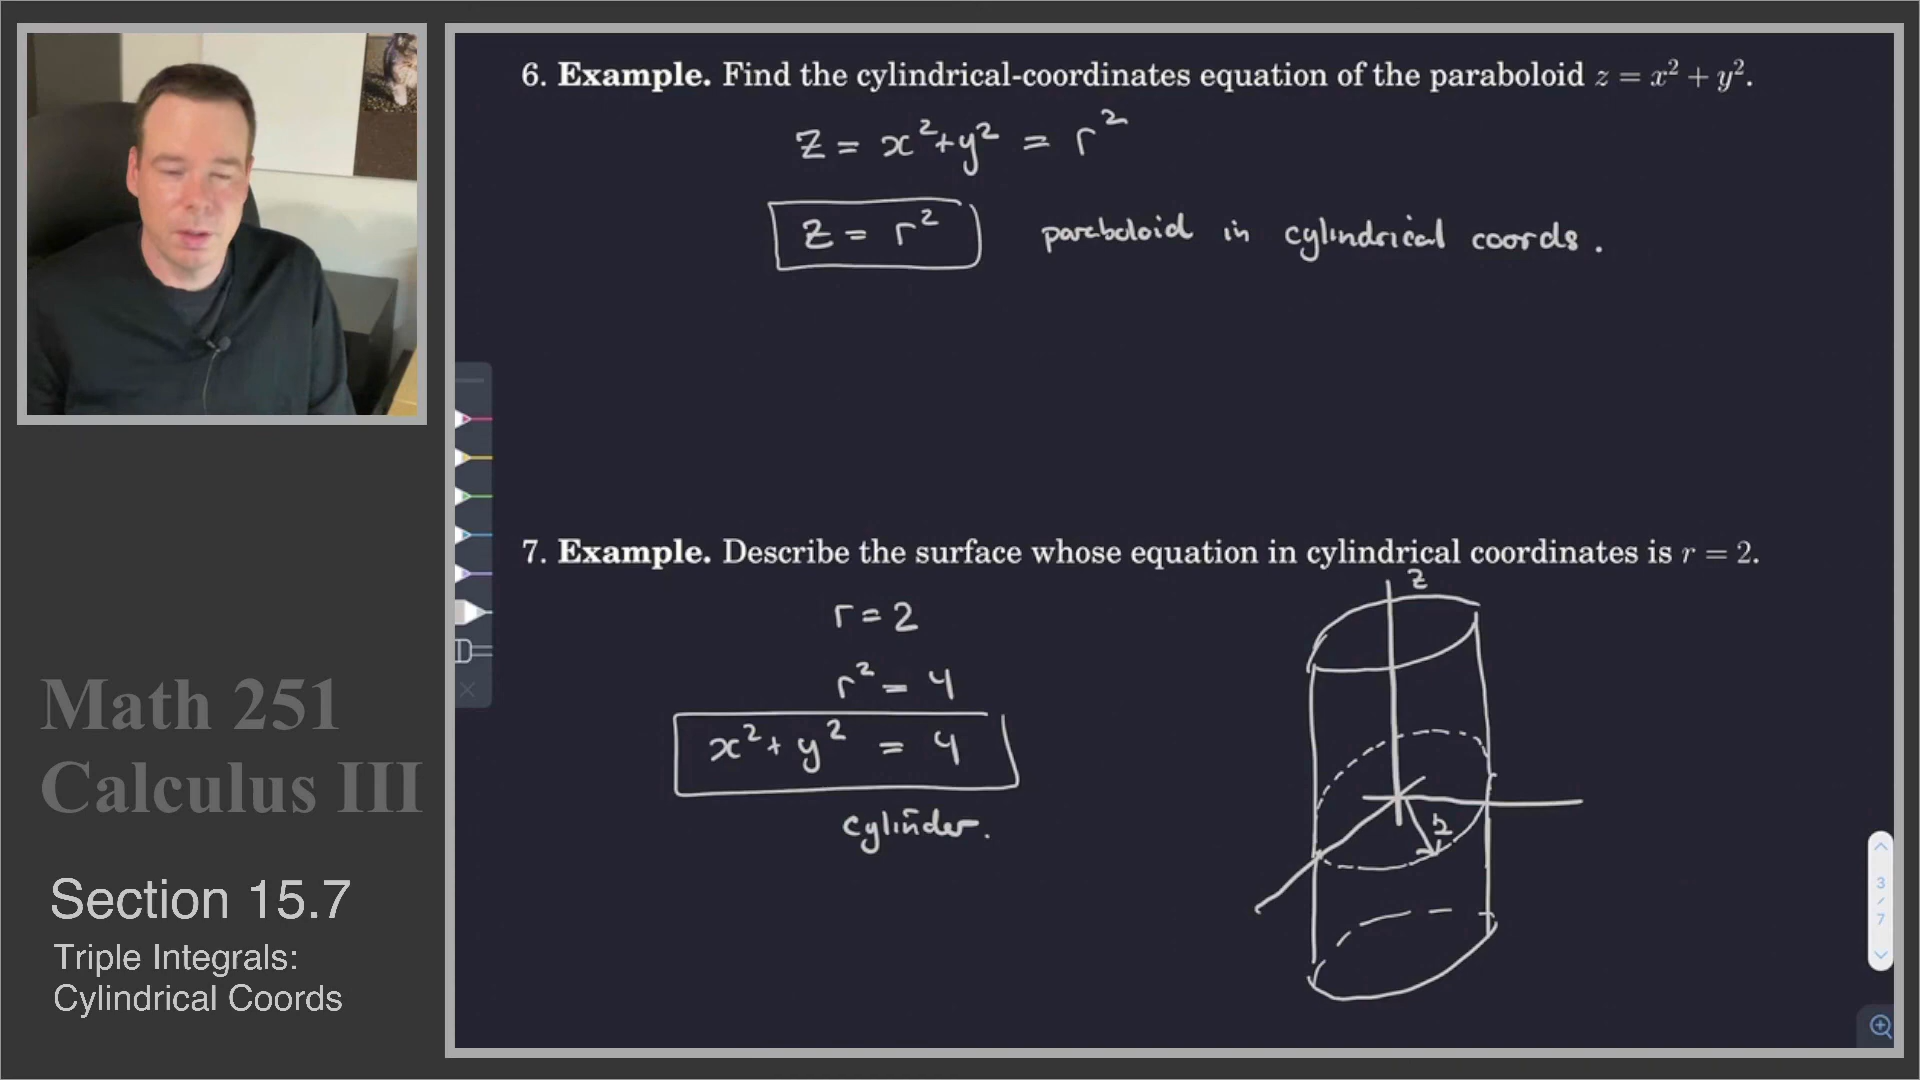 6. Example. Find the cylindrical-coordinates equation of the paraboloid z = x² + y².
z = x² + y² = r²
z = r² paraboloid in cylindrical coords.
7. Example. Describe the surface whose equation in cylindrical coordinates is r = 2.
z
r = 2
r² = 4
x² + y² = 4
cylinder.
2
Math 251
Calculus III
Section 15.7
Triple Integrals:
Cylindrical Coords
3
/
7